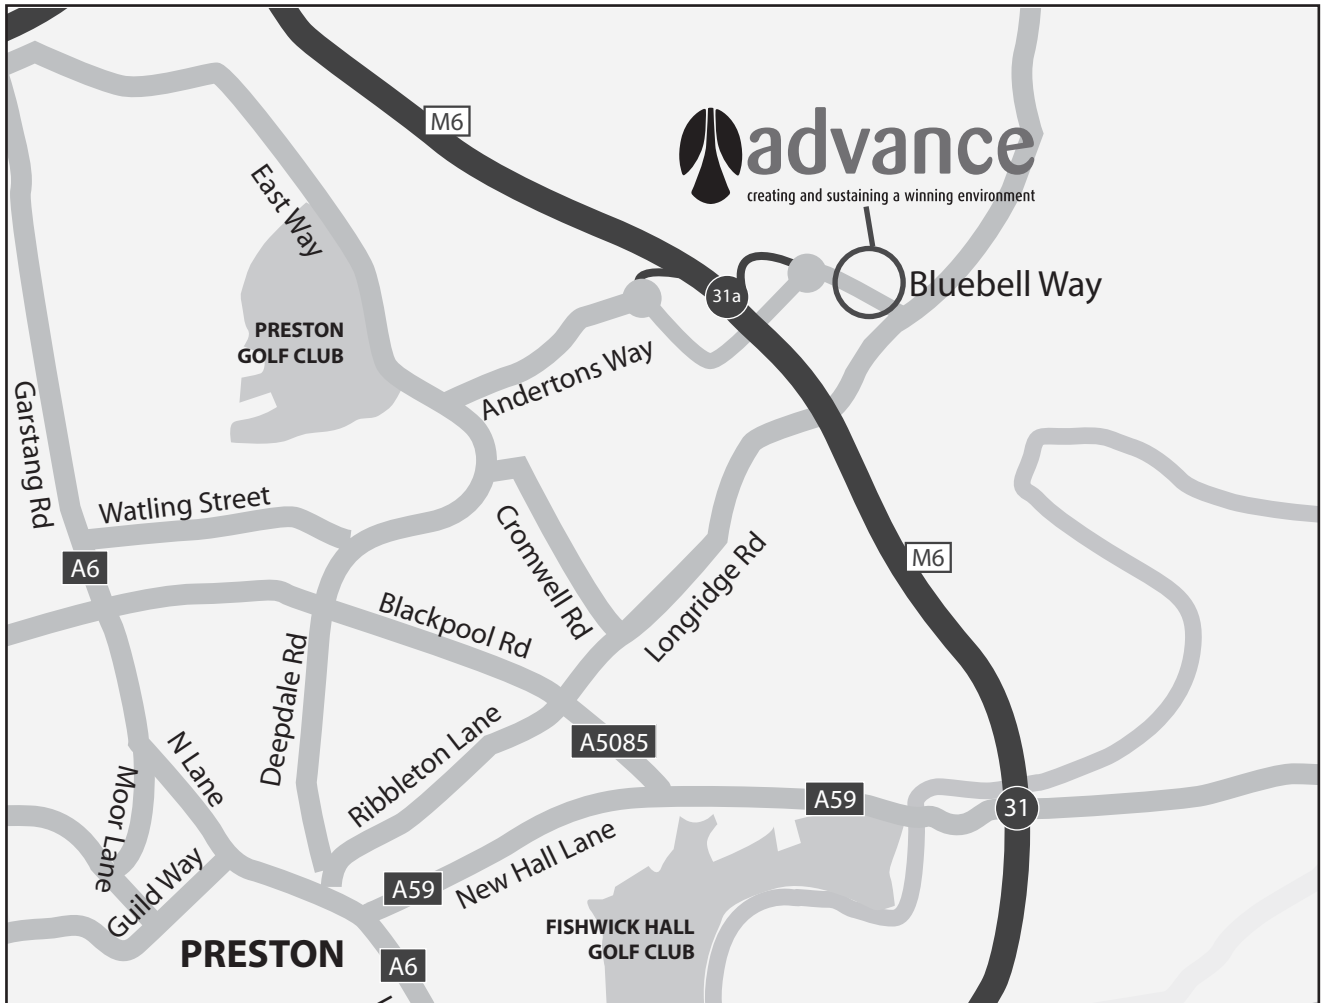 M6
advance
creating and sustaining a winning environment
East Way
31a
Bluebell Way
PRESTON
GOLF CLUB
Andertons Way
Garstang Rd
Watling Street
Cromwell Rd
A6
M6
Longridge Rd
Blackpool Rd
Deepdale Rd
Ribbleton Lane
A5085
N Lane
Moor Lane
A59
31
New Hall Lane
Guild Way
A59
FISHWICK HALL
GOLF CLUB
PRESTON
A6